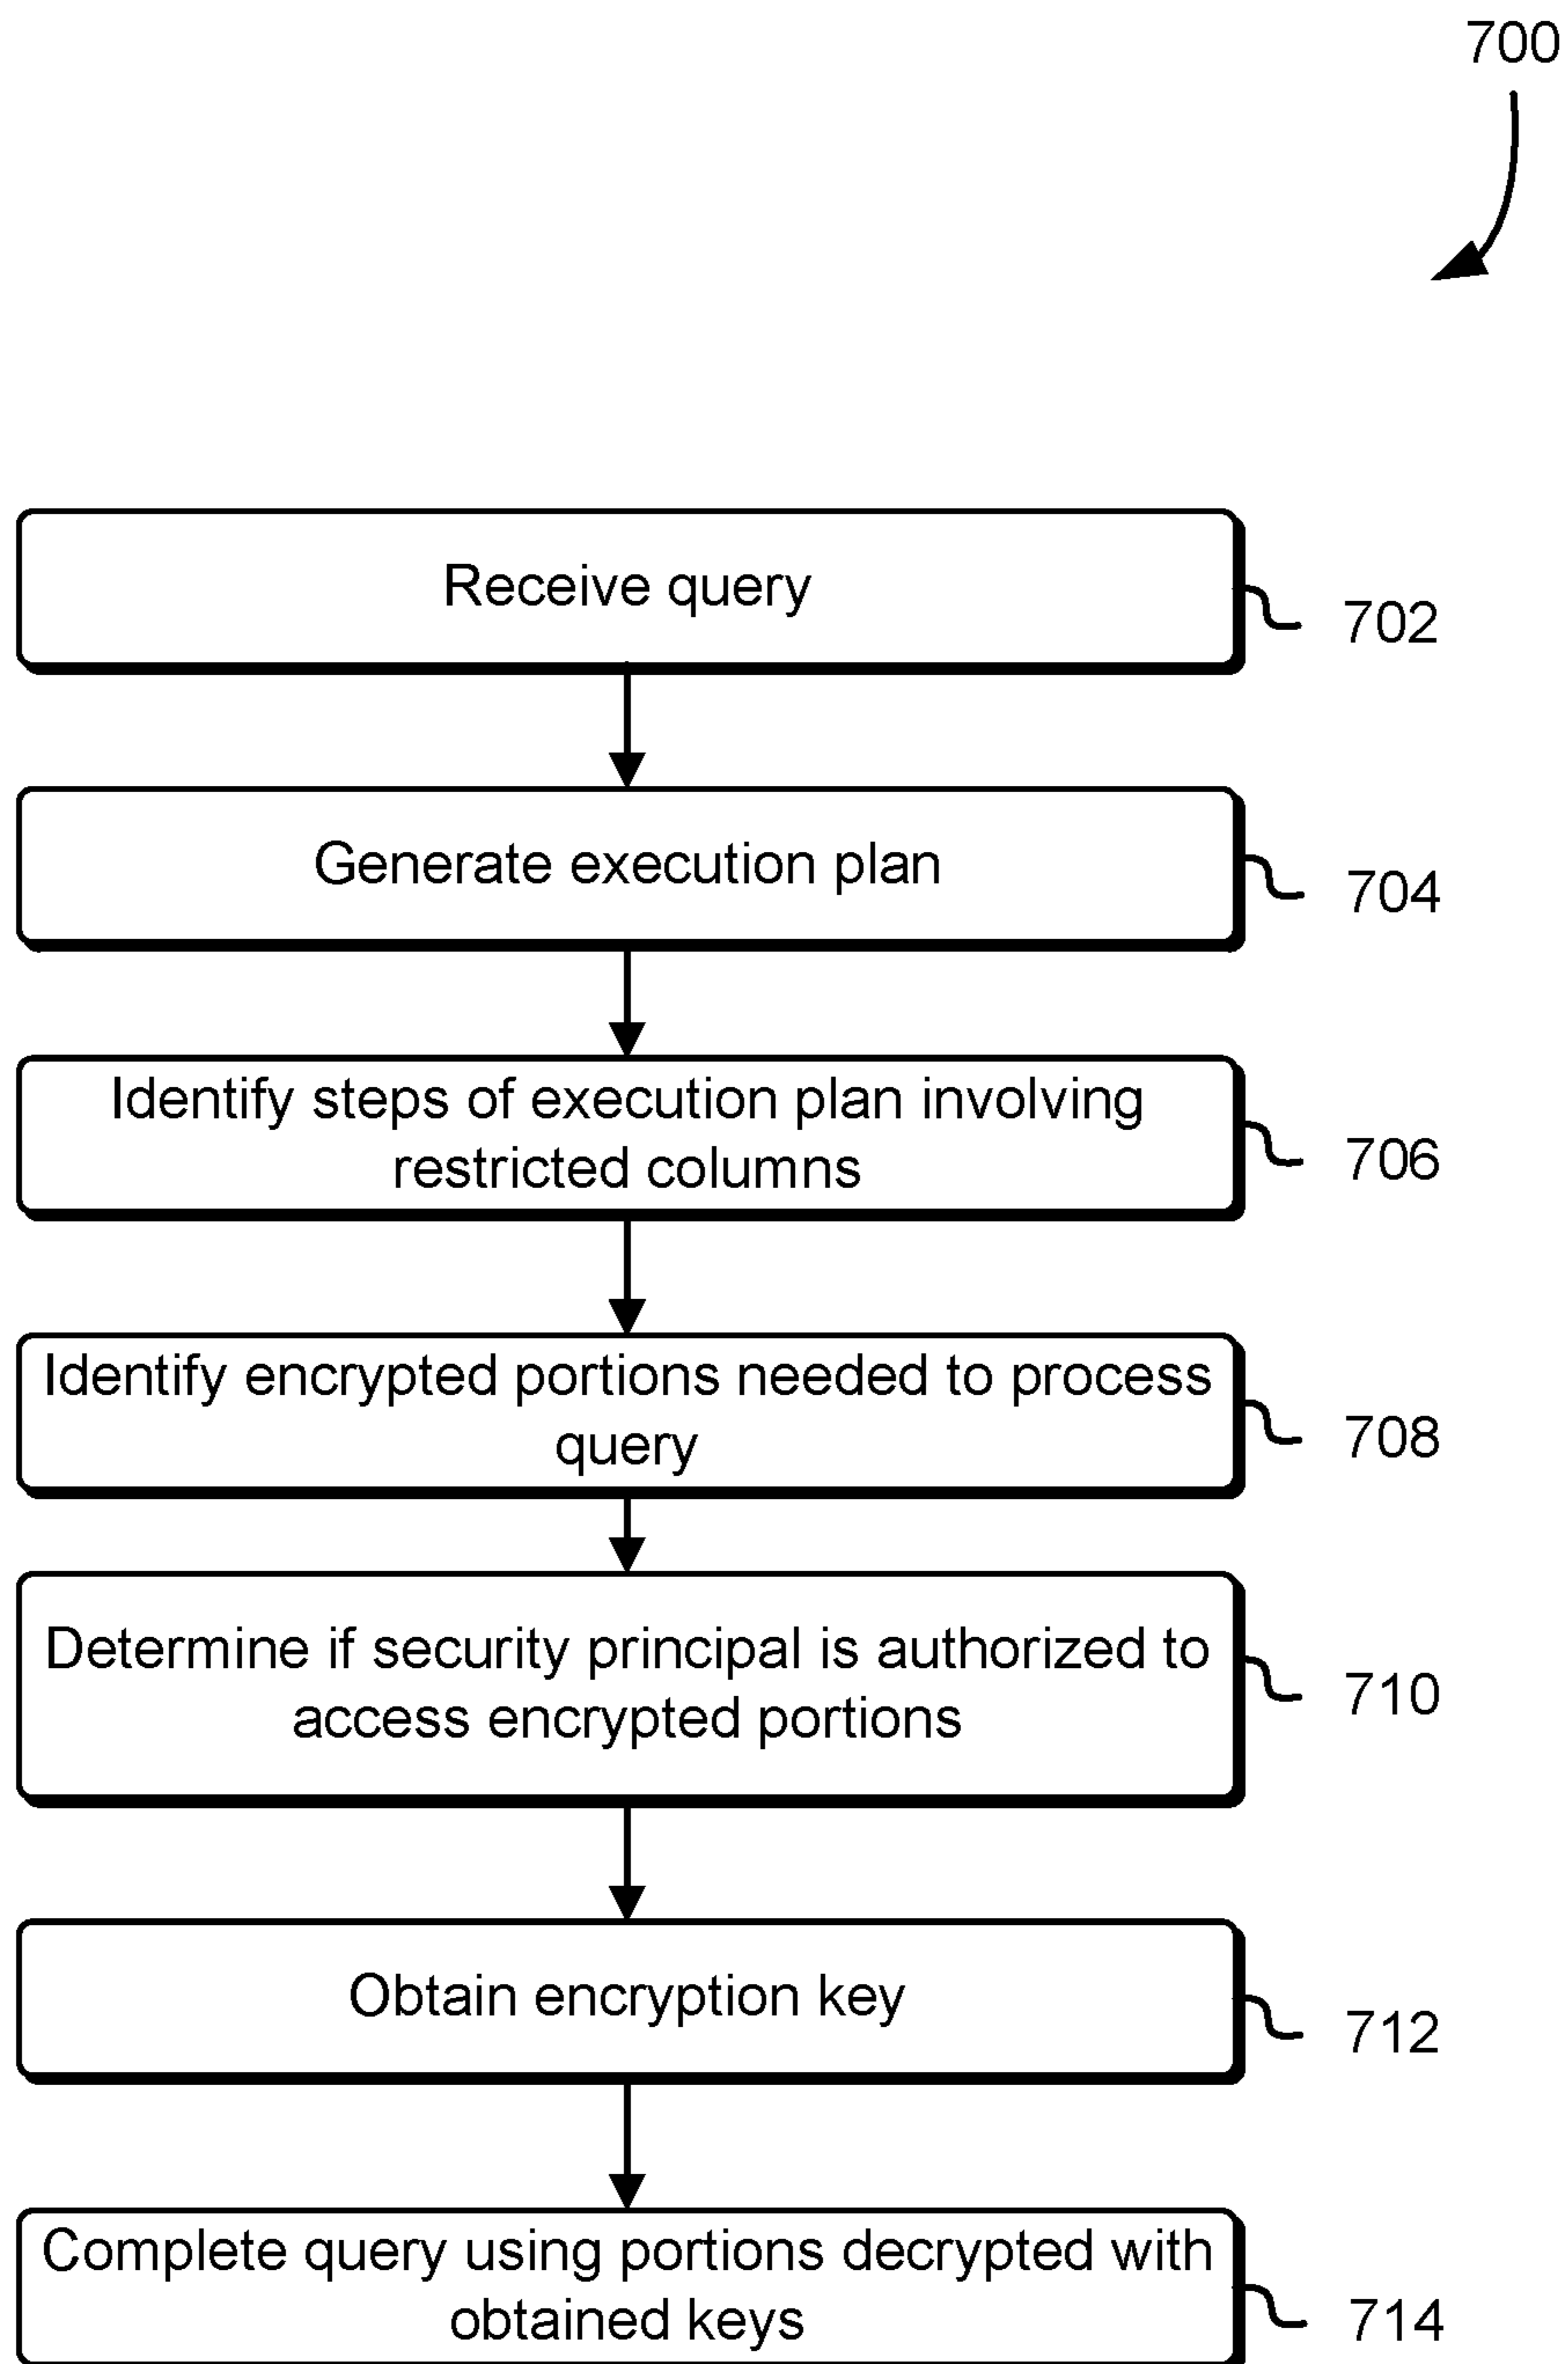 700
Receive query
702
Generate execution plan
704
Identify steps of execution plan involving
restricted columns
706
Identify encrypted portions needed to process
query
708
Determine if security principal is authorized to
access encrypted portions
710
Obtain encryption key
712
Complete query using portions decrypted with
obtained keys
714